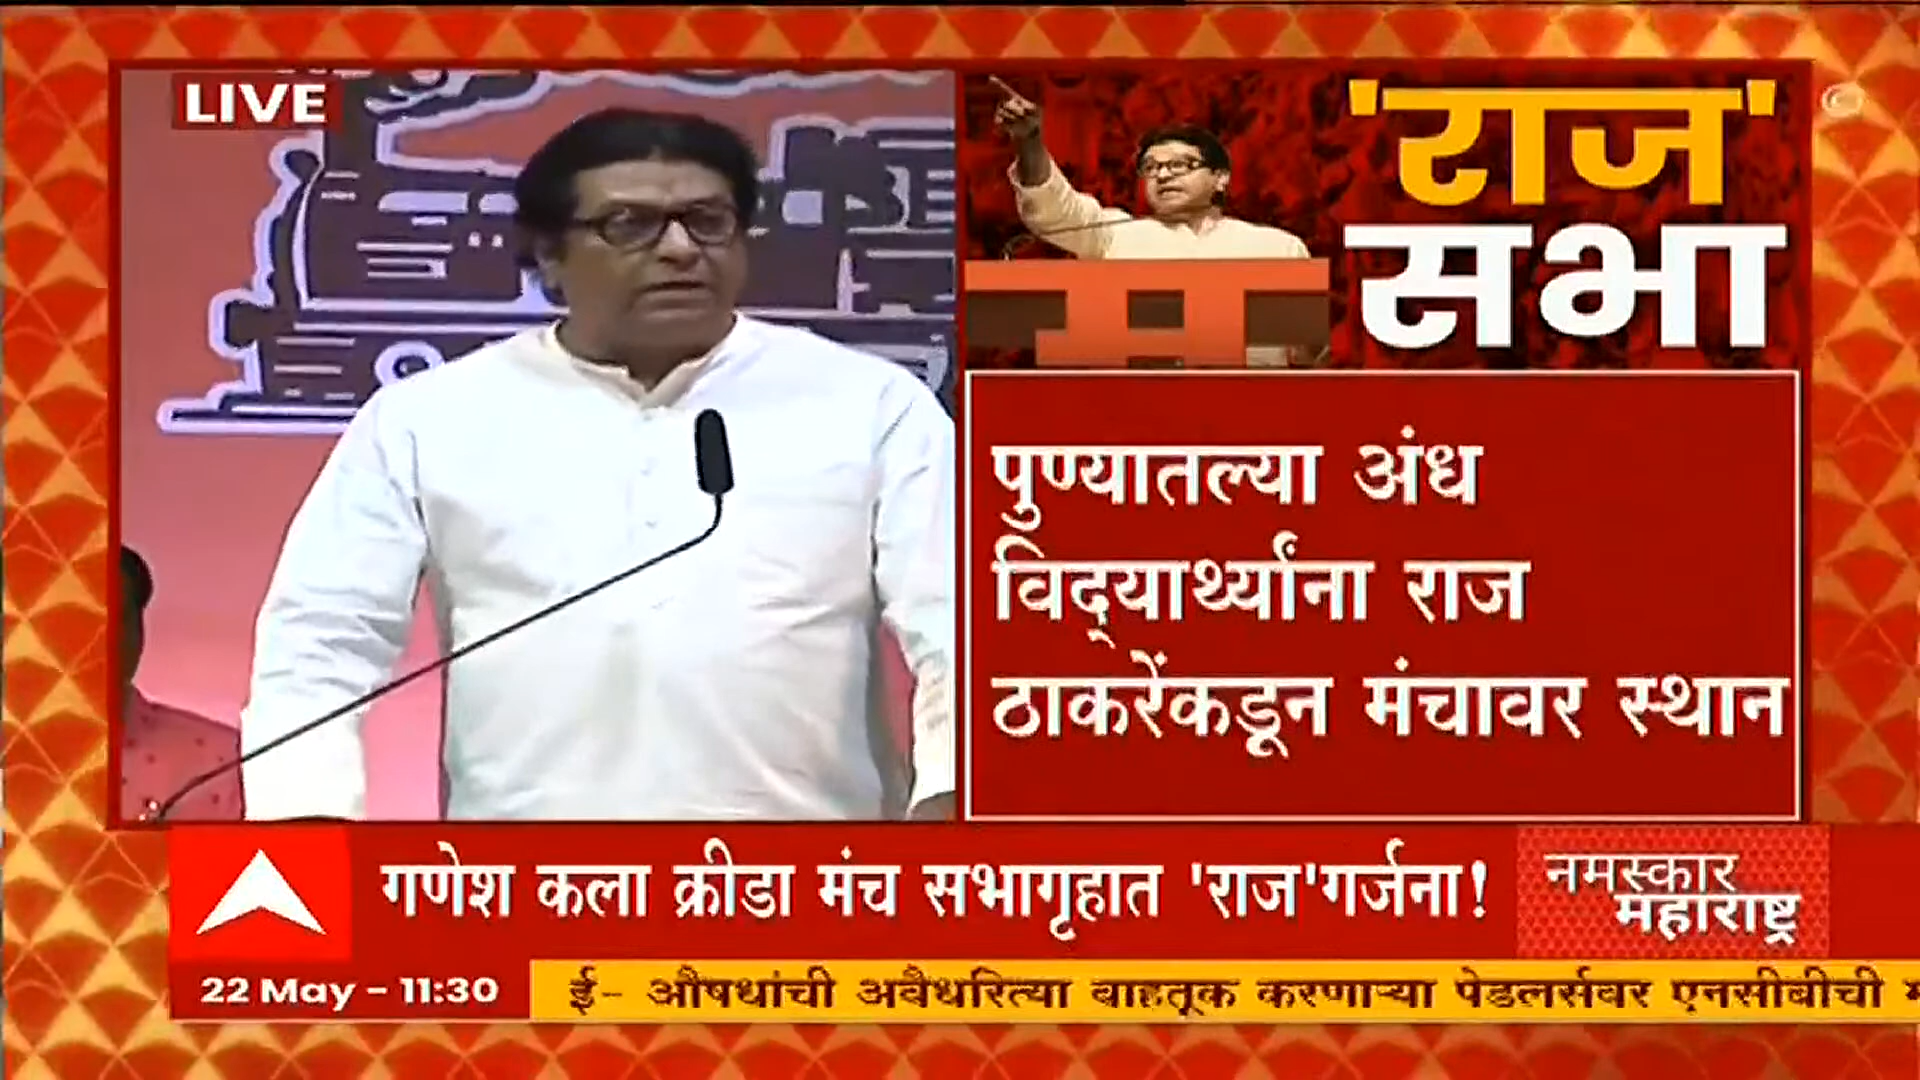 LIVE
'राज'
सभा
म
पुण्यातल्या अंध
विद्यार्थ्यांना राज
ठाकरेंकडून मंचावर स्थान
गणेश कला क्रीडा मंच सभागृहात 'राज'गर्जना!
नमस्कार
महाराष्ट्र
22 May - 11:30
ई- औषधांची अवैधरित्या वाहतूक करणाऱ्या पेडलर्सवर एनसीबीची